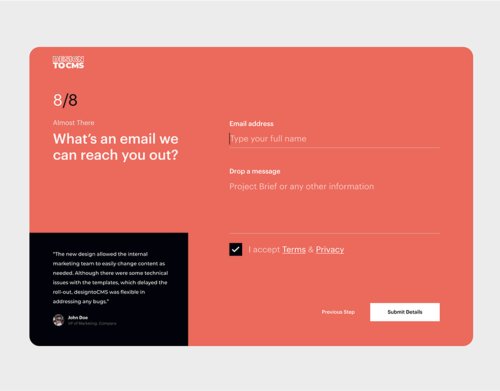 DESIGN
TO CMS
8/8
Almost There
What's an email we
can reach you out?
Email address
Type your full name
Drop a message
Project Brief or any other information
I accept Terms & Privacy
Previous Step
Submit Details
"The new design allowed the internal
marketing team to easily change content as
needed. Although there were some technical
issues with the templates, which delayed the
roll-out, designtoCMS was flexible in
addressing any bugs."
John Doe
VP of Marketing, Company